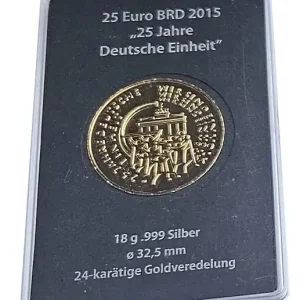 25 Euro BRD 2015
„25 Jahre
Deutsche Einheit"
18 g .999 Silber
ø 32,5 mm
24-karätige Goldveredelung